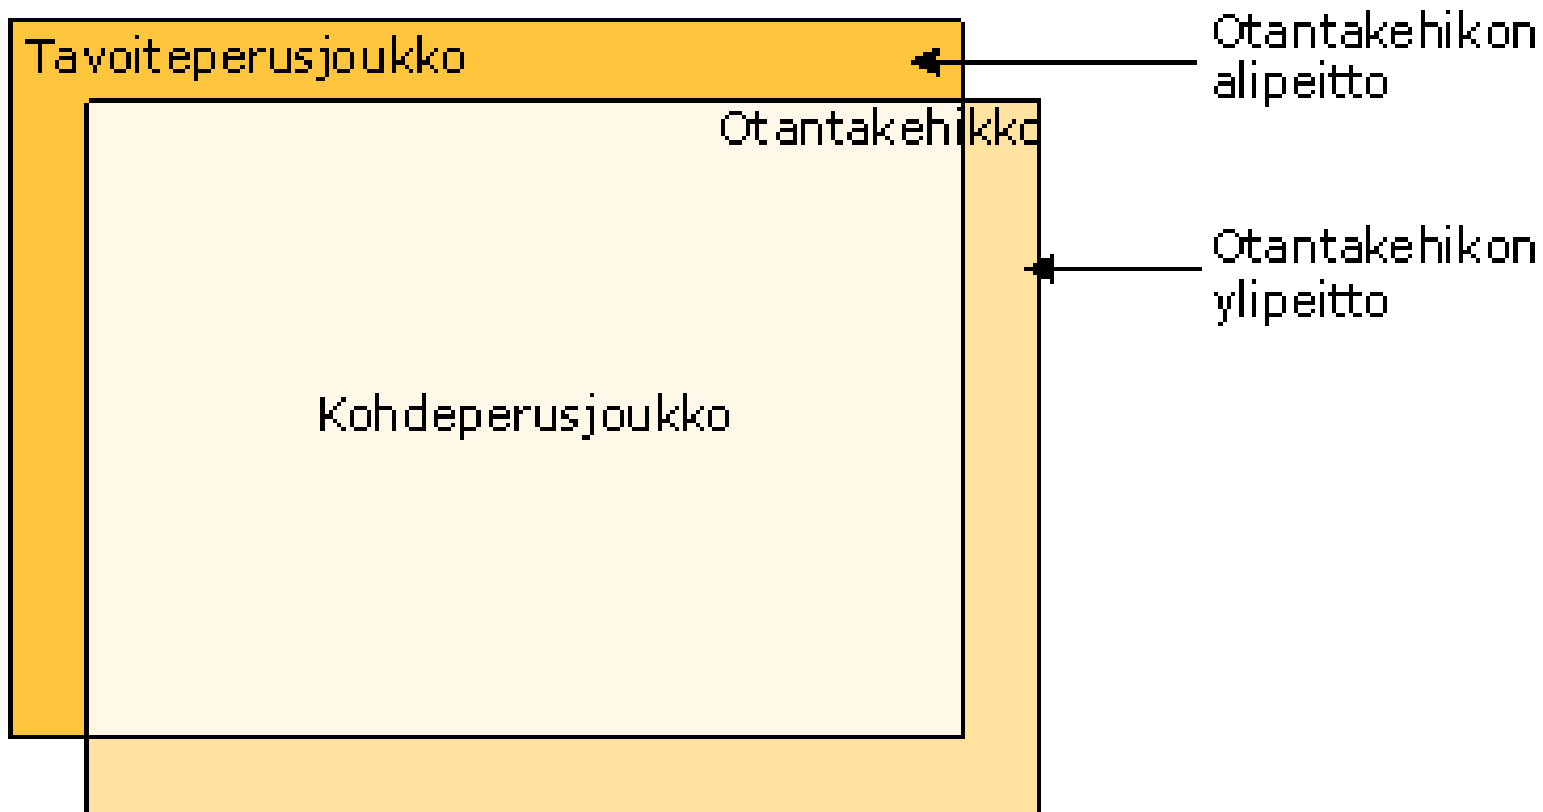 Tavoiteperusjoukko
Otantakehikon
alipeitto
Otantakehikko
Otantakehikon
ylipeitto
Kohdeperusjoukko